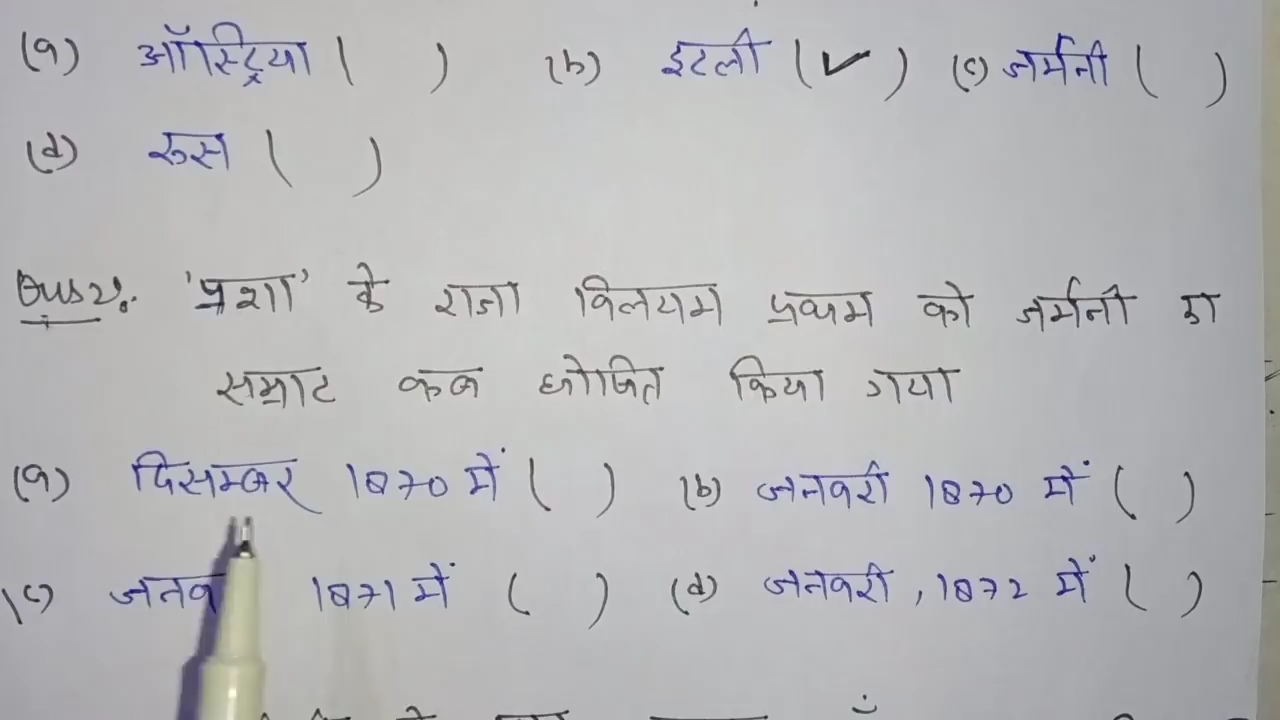 (a) ऑस्ट्रिया ( ) (b) इटली (✓) (c) जर्मनी ( )
(d) रूस ( )
'प्रशा' के राजा विलियम प्रथम को जर्मनी का
सम्राट कब घोषित किया गया
(a) दिसम्बर 1870 में ( ) (b) जनवरी 1870 में ( )
(c) 1871 में ( ) (d) जनवरी, 1872 में ( )